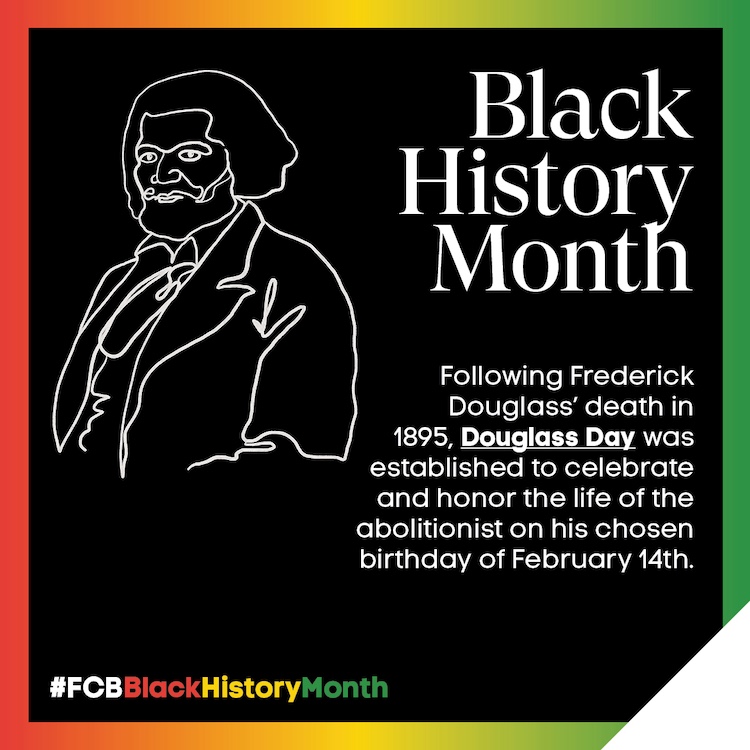 Black
History
Month
Following Frederick
Douglass’ death in
1895, Douglass Day was
established to celebrate
and honor the life of the
abolitionist on his chosen
birthday of February 14th.
#FCBBlackHistoryMonth